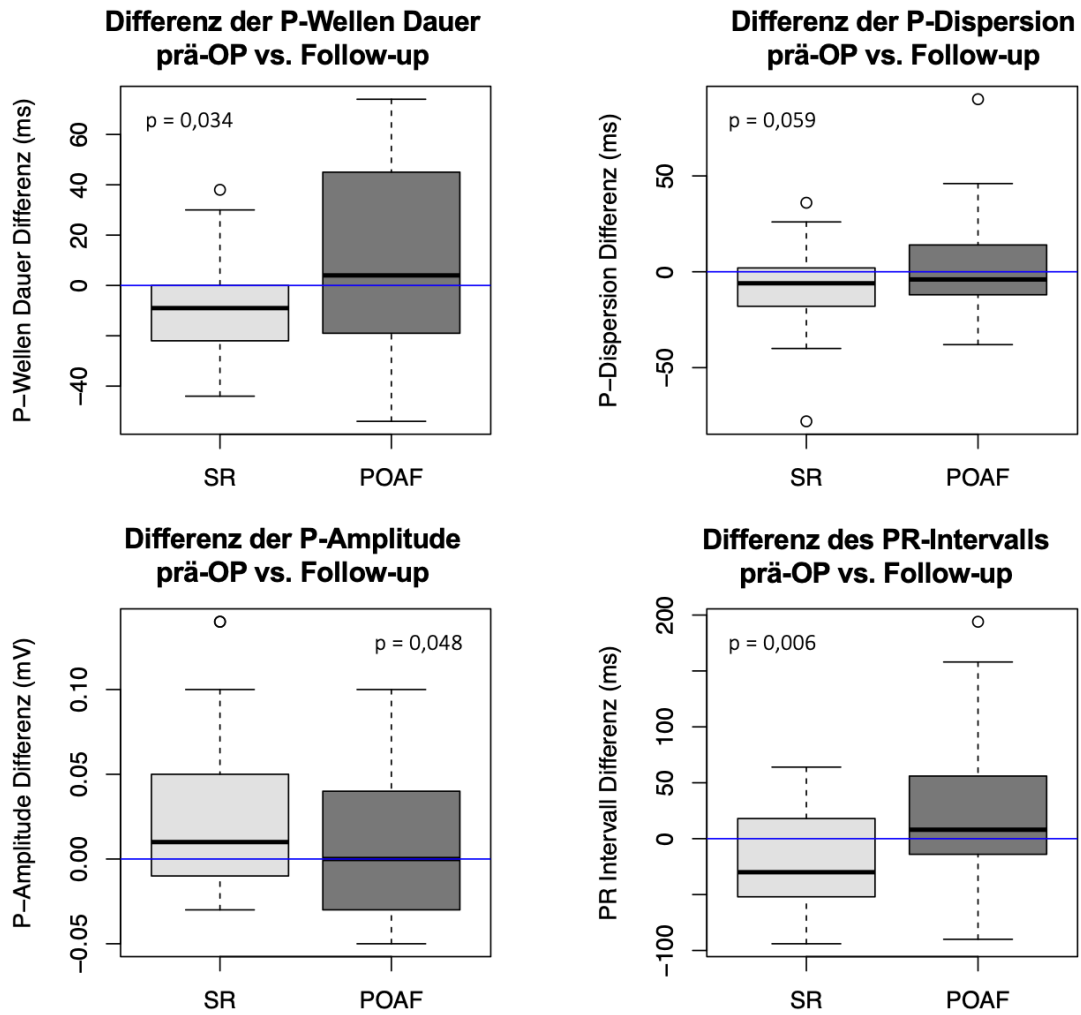 Differenz der P-Wellen Dauer
prä-OP vs. Follow-up
P−Wellen Dauer Differenz (ms)
p = 0,034
60
40
20
0
−40
SR
POAF
Differenz der P-Dispersion
prä-OP vs. Follow-up
P−Dispersion Differenz (ms)
p = 0,059
50
0
−50
SR
POAF
Differenz der P-Amplitude
prä-OP vs. Follow-up
P−Amplitude Differenz (mV)
p = 0,048
0.10
0.05
0.00
−0.05
SR
POAF
Differenz des PR-Intervalls
prä-OP vs. Follow-up
PR Intervall Differenz (ms)
p = 0,006
200
100
50
0
−100
SR
POAF